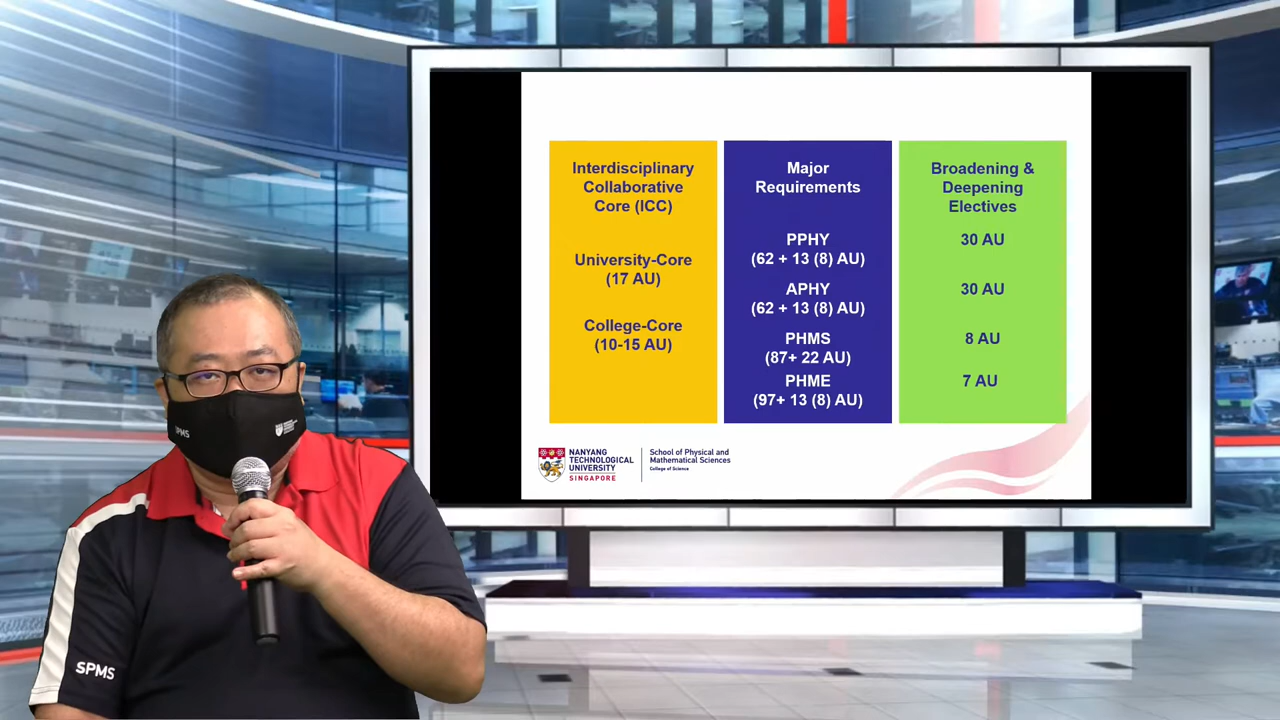 Interdisciplinary
Collaborative
Core (ICC)
University-Core
(17 AU)
College-Core
(10-15 AU)
Major
Requirements
PPHY
(62 + 13 (8) AU)
APHY
(62 + 13 (8) AU)
PHMS
(87+ 22 AU)
PHME
(97+ 13 (8) AU)
Broadening &
Deepening
Electives
30 AU
30 AU
8 AU
7 AU
NANYANG
TECHNOLOGICAL
UNIVERSITY
SINGAPORE
School of Physical and
Mathematical Sciences
College of Science
SPMS
SPMS